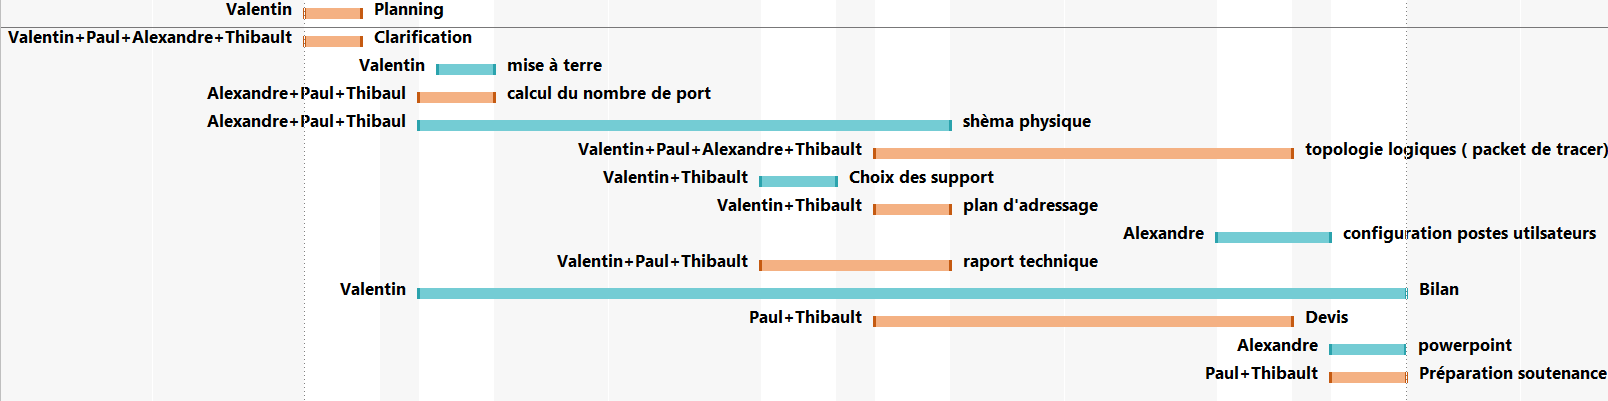 Valentin Planning
Valentin+Paul+Alexandre+Thibault Clarification
Valentin mise à terre
Alexandre+Paul+Thibaul calcul du nombre de port
Alexandre+Paul+Thibaul shèma physique
Valentin+Paul+Alexandre+Thibault topologie logiques ( packet de tracer)
Valentin+Thibault Choix des support
Valentin+Thibault plan d'adressage
Alexandre configuration postes utilsateurs
Valentin+Paul+Thibault raport technique
Valentin Bilan
Paul+Thibault Devis
Alexandre powerpoint
Paul+Thibault Préparation soutenance